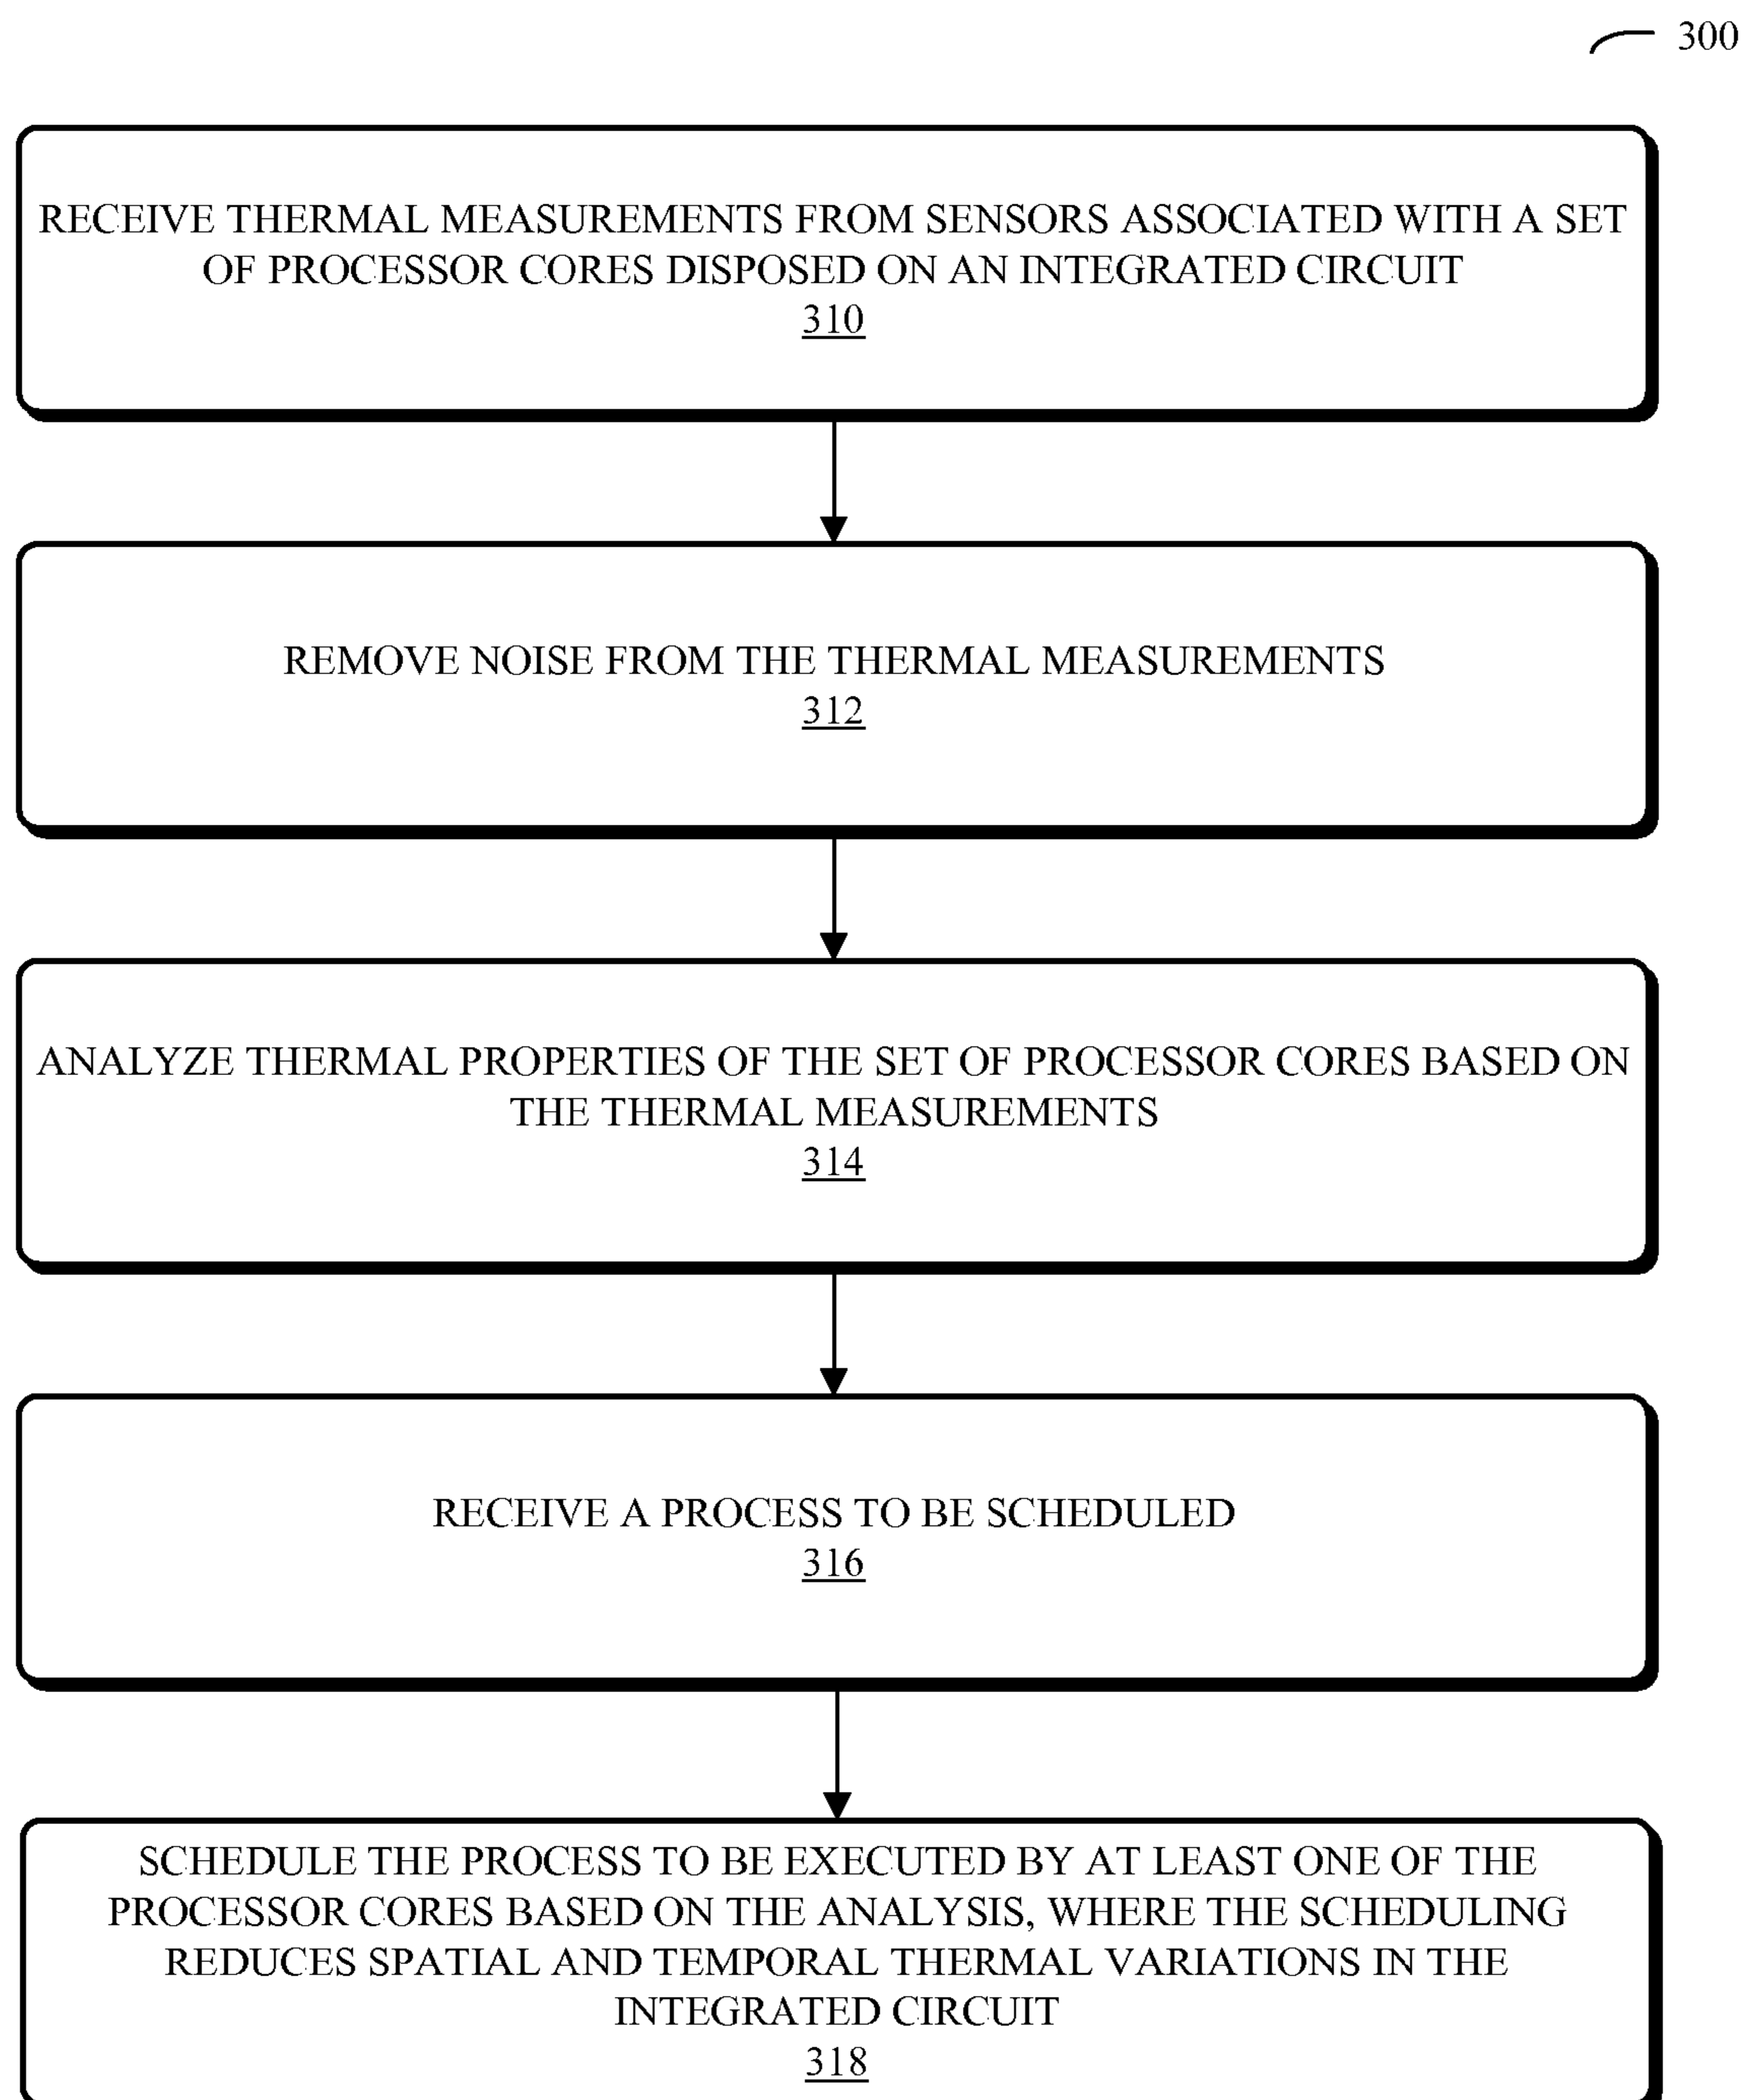 300
RECEIVE THERMAL MEASUREMENTS FROM SENSORS ASSOCIATED WITH A SET
OF PROCESSOR CORES DISPOSED ON AN INTEGRATED CIRCUIT
310
REMOVE NOISE FROM THE THERMAL MEASUREMENTS
312
ANALYZE THERMAL PROPERTIES OF THE SET OF PROCESSOR CORES BASED ON
THE THERMAL MEASUREMENTS
314
RECEIVE A PROCESS TO BE SCHEDULED
316
SCHEDULE THE PROCESS TO BE EXECUTED BY AT LEAST ONE OF THE
PROCESSOR CORES BASED ON THE ANALYSIS, WHERE THE SCHEDULING
REDUCES SPATIAL AND TEMPORAL THERMAL VARIATIONS IN THE
INTEGRATED CIRCUIT
318